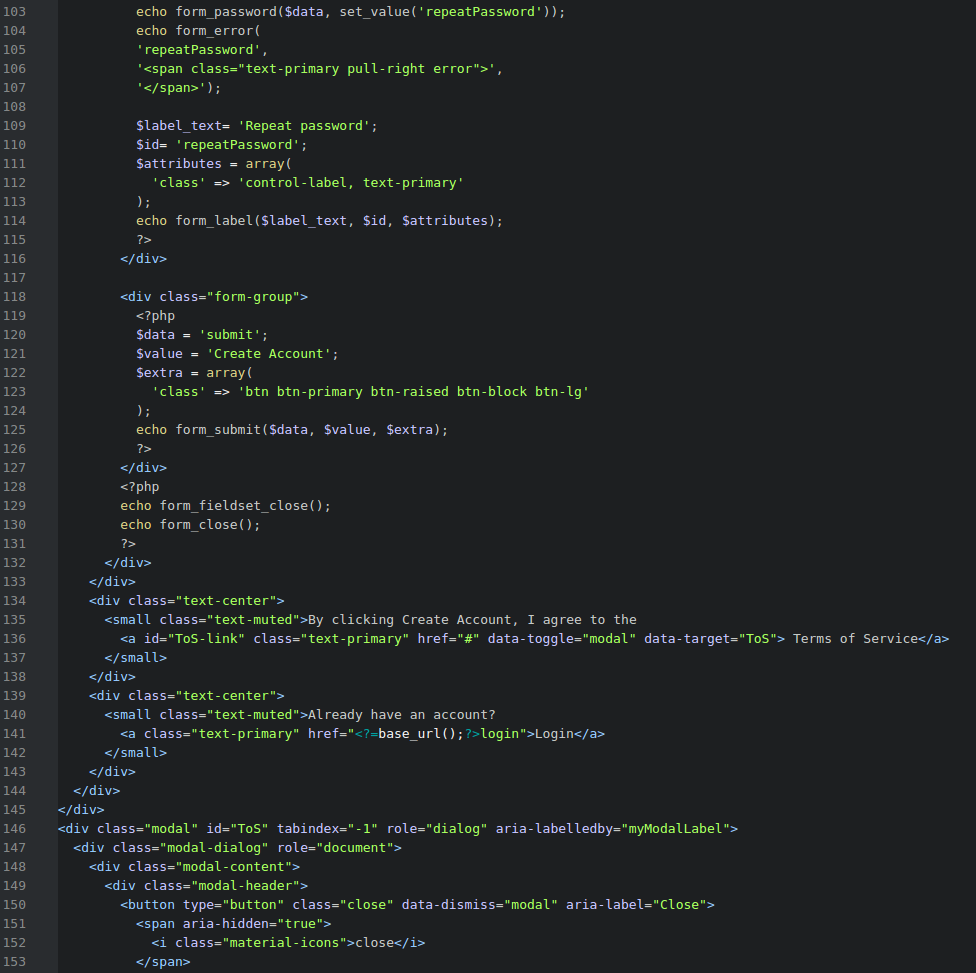 103 echo form_password($data, set_value('repeatPassword'));
104 echo form_error(
105 'repeatPassword',
106 '<span class="text-primary pull-right error">',
107 '</span>');
108
109 $label_text= 'Repeat password';
110 $id= 'repeatPassword';
111 $attributes = array(
112 'class' => 'control-label, text-primary'
113 );
114 echo form_label($label_text, $id, $attributes);
115 ?>
116 </div>
117
118 <div class="form-group">
119 <?php
120 $data = 'submit';
121 $value = 'Create Account';
122 $extra = array(
123 'class' => 'btn btn-primary btn-raised btn-block btn-lg'
124 );
125 echo form_submit($data, $value, $extra);
126 ?>
127 </div>
128 <?php
129 echo form_fieldset_close();
130 echo form_close();
131 ?>
132 </div>
133 </div>
134 <div class="text-center">
135 <small class="text-muted">By clicking Create Account, I agree to the
136 <a id="ToS-link" class="text-primary" href="#" data-toggle="modal" data-target="ToS"> Terms of Service</a>
137 </small>
138 </div>
139 <div class="text-center">
140 <small class="text-muted">Already have an account?
141 <a class="text-primary" href="<?=base_url();?>login">Login</a>
142 </small>
143 </div>
144 </div>
145 </div>
146 <div class="modal" id="ToS" tabindex="-1" role="dialog" aria-labelledby="myModalLabel">
147 <div class="modal-dialog" role="document">
148 <div class="modal-content">
149 <div class="modal-header">
150 <button type="button" class="close" data-dismiss="modal" aria-label="Close">
151 <span aria-hidden="true">
152 <i class="material-icons">close</i>
153 </span>